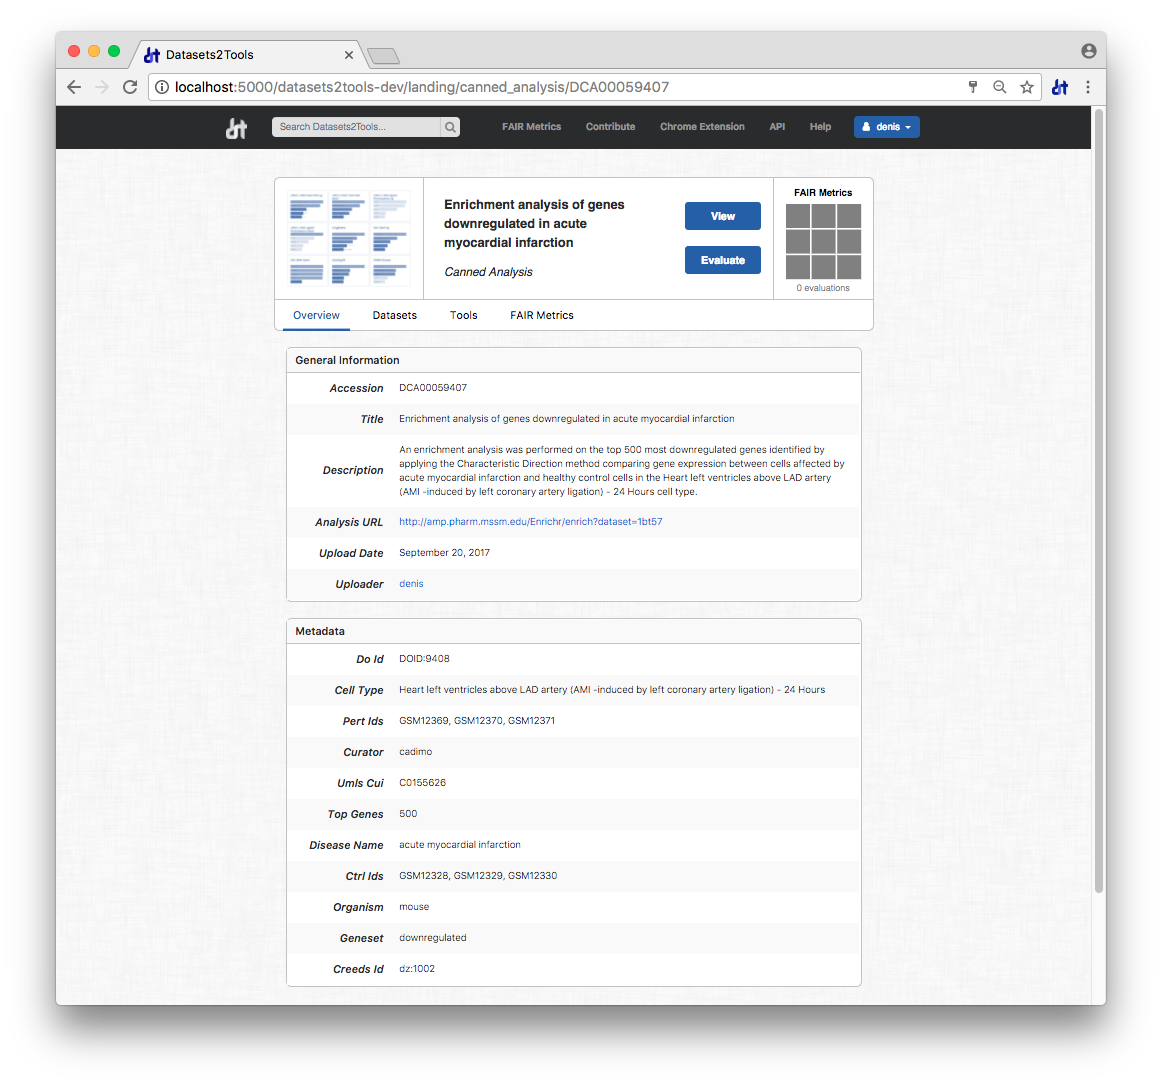 Datasets2Tools
localhost:5000/datasets2tools-dev/landing/canned_analysis/DCA00059407
Search Datasets2Tools...
FAIR Metrics
Contribute
Chrome Extension
API
Help
denis
Enrichment analysis of genes
downregulated in acute
myocardial infarction
Canned Analysis
View
Evaluate
FAIR Metrics
0 evaluations
Overview
Datasets
Tools
FAIR Metrics
General Information
Accession DCA00059407
Title Enrichment analysis of genes downregulated in acute myocardial infarction
Description An enrichment analysis was performed on the top 500 most downregulated genes identified by
applying the Characteristic Direction method comparing gene expression between cells affected by
acute myocardial infarction and healthy control cells in the Heart left ventricles above LAD artery
(AMI -induced by left coronary artery ligation) - 24 Hours cell type.
Analysis URL http://amp.pharm.mssm.edu/Enrichr/enrich?dataset=1bt57
Upload Date September 20, 2017
Uploader denis
Metadata
Do Id DOID:9408
Cell Type Heart left ventricles above LAD artery (AMI -induced by left coronary artery ligation) - 24 Hours
Pert Ids GSM12369, GSM12370, GSM12371
Curator cadimo
Umls Cui C0155626
Top Genes 500
Disease Name acute myocardial infarction
Ctrl Ids GSM12328, GSM12329, GSM12330
Organism mouse
Geneset downregulated
Creeds Id dz:1002